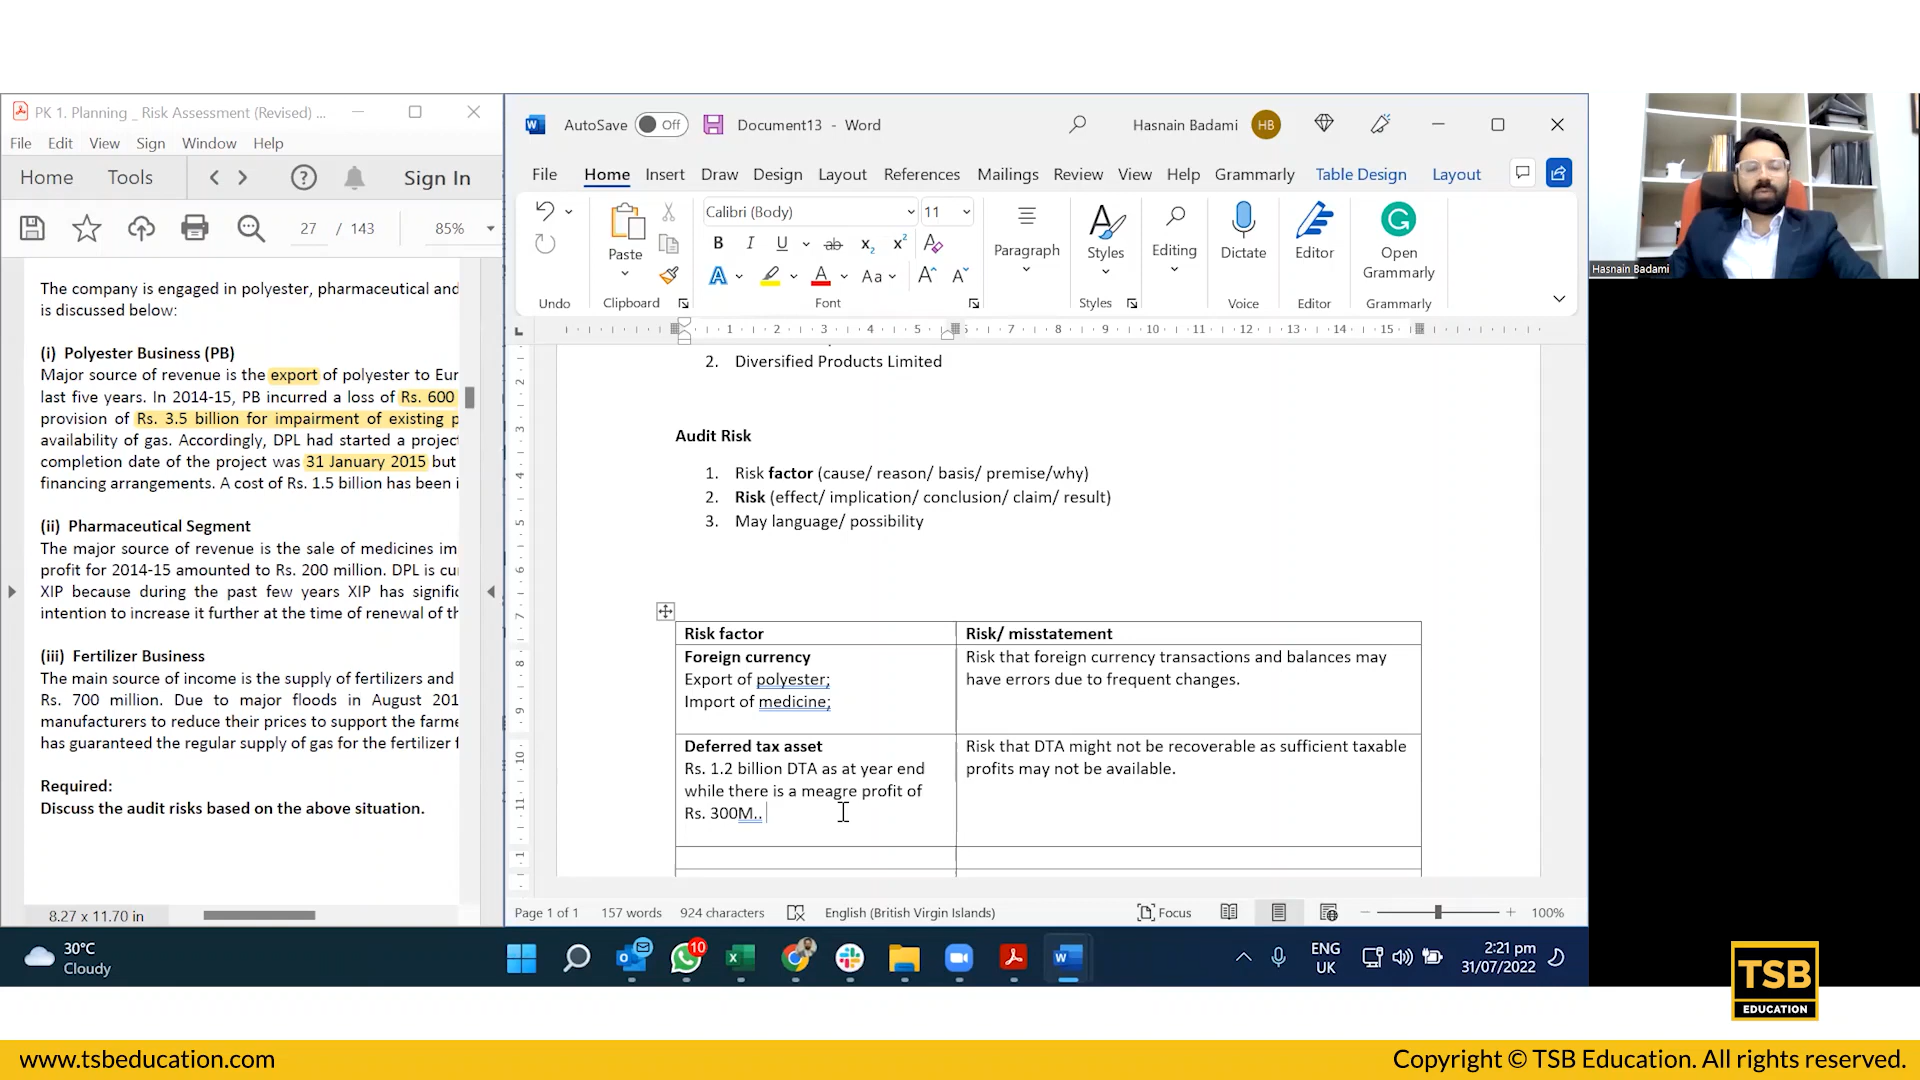 PK 1. Planning _ Risk Assessment (Revised) ...
File Edit View Sign Window Help
Home Tools Sign In
27 / 143 85%
The company is engaged in polyester, pharmaceutical and
is discussed below:
(i) Polyester Business (PB)
Major source of revenue is the export of polyester to Eur
last five years. In 2014-15, PB incurred a loss of Rs. 600
provision of Rs. 3.5 billion for impairment of existing p
availability of gas. Accordingly, DPL had started a project
completion date of the project was 31 January 2015 but
financing arrangements. A cost of Rs. 1.5 billion has been i
(ii) Pharmaceutical Segment
The major source of revenue is the sale of medicines im
profit for 2014-15 amounted to Rs. 200 million. DPL is cu
XIP because during the past few years XIP has signific
intention to increase it further at the time of renewal of th
(iii) Fertilizer Business
The main source of income is the supply of fertilizers and
Rs. 700 million. Due to major floods in August 201
manufacturers to reduce their prices to support the farme
has guaranteed the regular supply of gas for the fertilizer f
Required:
Discuss the audit risks based on the above situation.
8.27 x 11.70 in
AutoSave Off Document13 - Word Hasnain Badami HB
File Home Insert Draw Design Layout References Mailings Review View Help Grammarly Table Design Layout
Calibri (Body) 11
Paste Paragraph Styles Editing Dictate Editor Open
Grammarly
Undo Clipboard Font Styles Voice Editor Grammarly
1 2 3 4 5 6 7 8 9 10 11 12 13 14 15
2. Diversified Products Limited
Audit Risk
1. Risk factor (cause/ reason/ basis/ premise/why)
2. Risk (effect/ implication/ conclusion/ claim/ result)
3. May language/ possibility
Risk factor Risk/ misstatement
Foreign currency
Export of polyester;
Import of medicine;
Risk that foreign currency transactions and balances may
have errors due to frequent changes.
Deferred tax asset
Rs. 1.2 billion DTA as at year end
while there is a meagre profit of
Rs. 300M..
Risk that DTA might not be recoverable as sufficient taxable
profits may not be available.
Page 1 of 1 157 words 924 characters English (British Virgin Islands) Focus 100%
30°C
Cloudy
10
ENG
UK
2:21 pm
31/07/2022
Hasnain Badami
TSB
EDUCATION
www.tsbeducation.com
Copyright © TSB Education. All rights reserved.